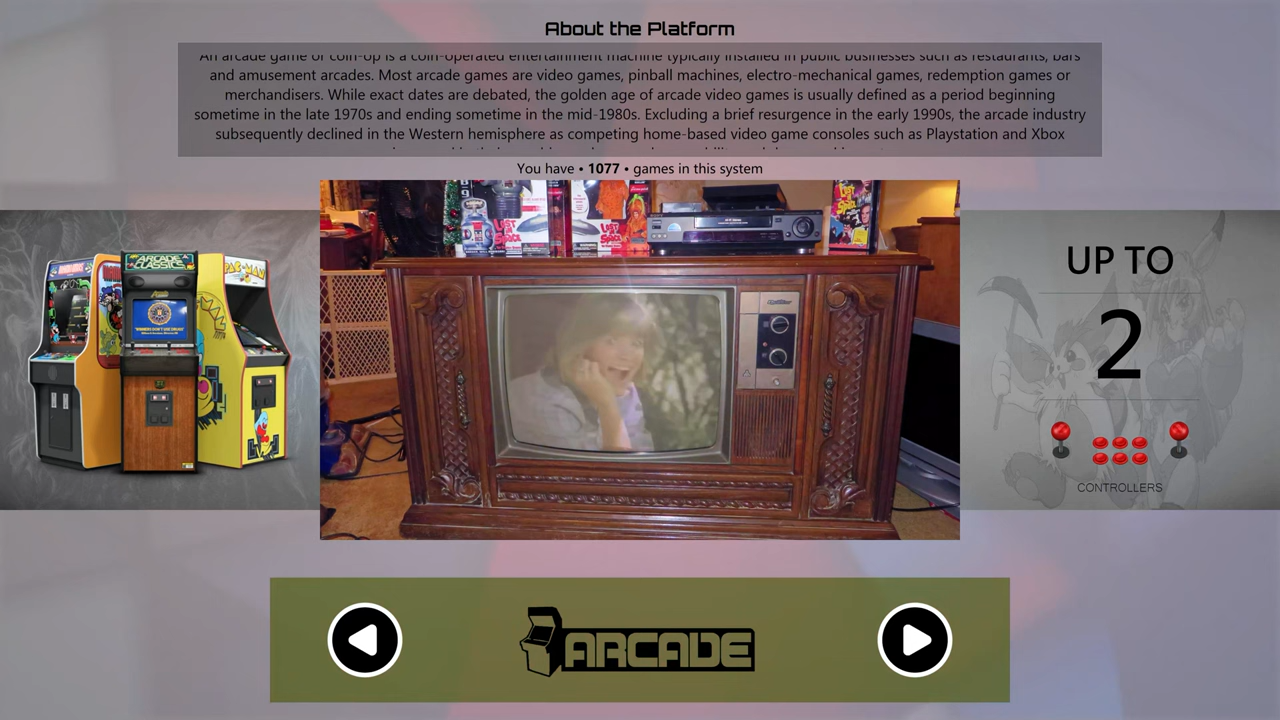 About the Platform
An arcade game or coin-op is a coin-operated entertainment machine typically installed in public businesses such as restaurants, bars
and amusement arcades. Most arcade games are video games, pinball machines, electro-mechanical games, redemption games or
merchandisers. While exact dates are debated, the golden age of arcade video games is usually defined as a period beginning
sometime in the late 1970s and ending sometime in the mid-1980s. Excluding a brief resurgence in the early 1990s, the arcade industry
subsequently declined in the Western hemisphere as competing home-based video game consoles such as Playstation and Xbox
You have • 1077 • games in this system
LOST IN SPACE
LOST IN SPACE
ARCADE CLASSICS
PAC-MAN
UP TO
2
CONTROLLERS
ARCADE